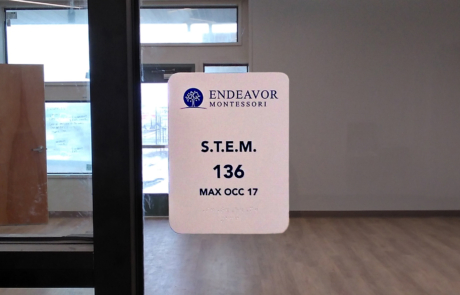 ENDEAVOR
MONTESSORI
S.T.E.M.
136
MAX OCC 17